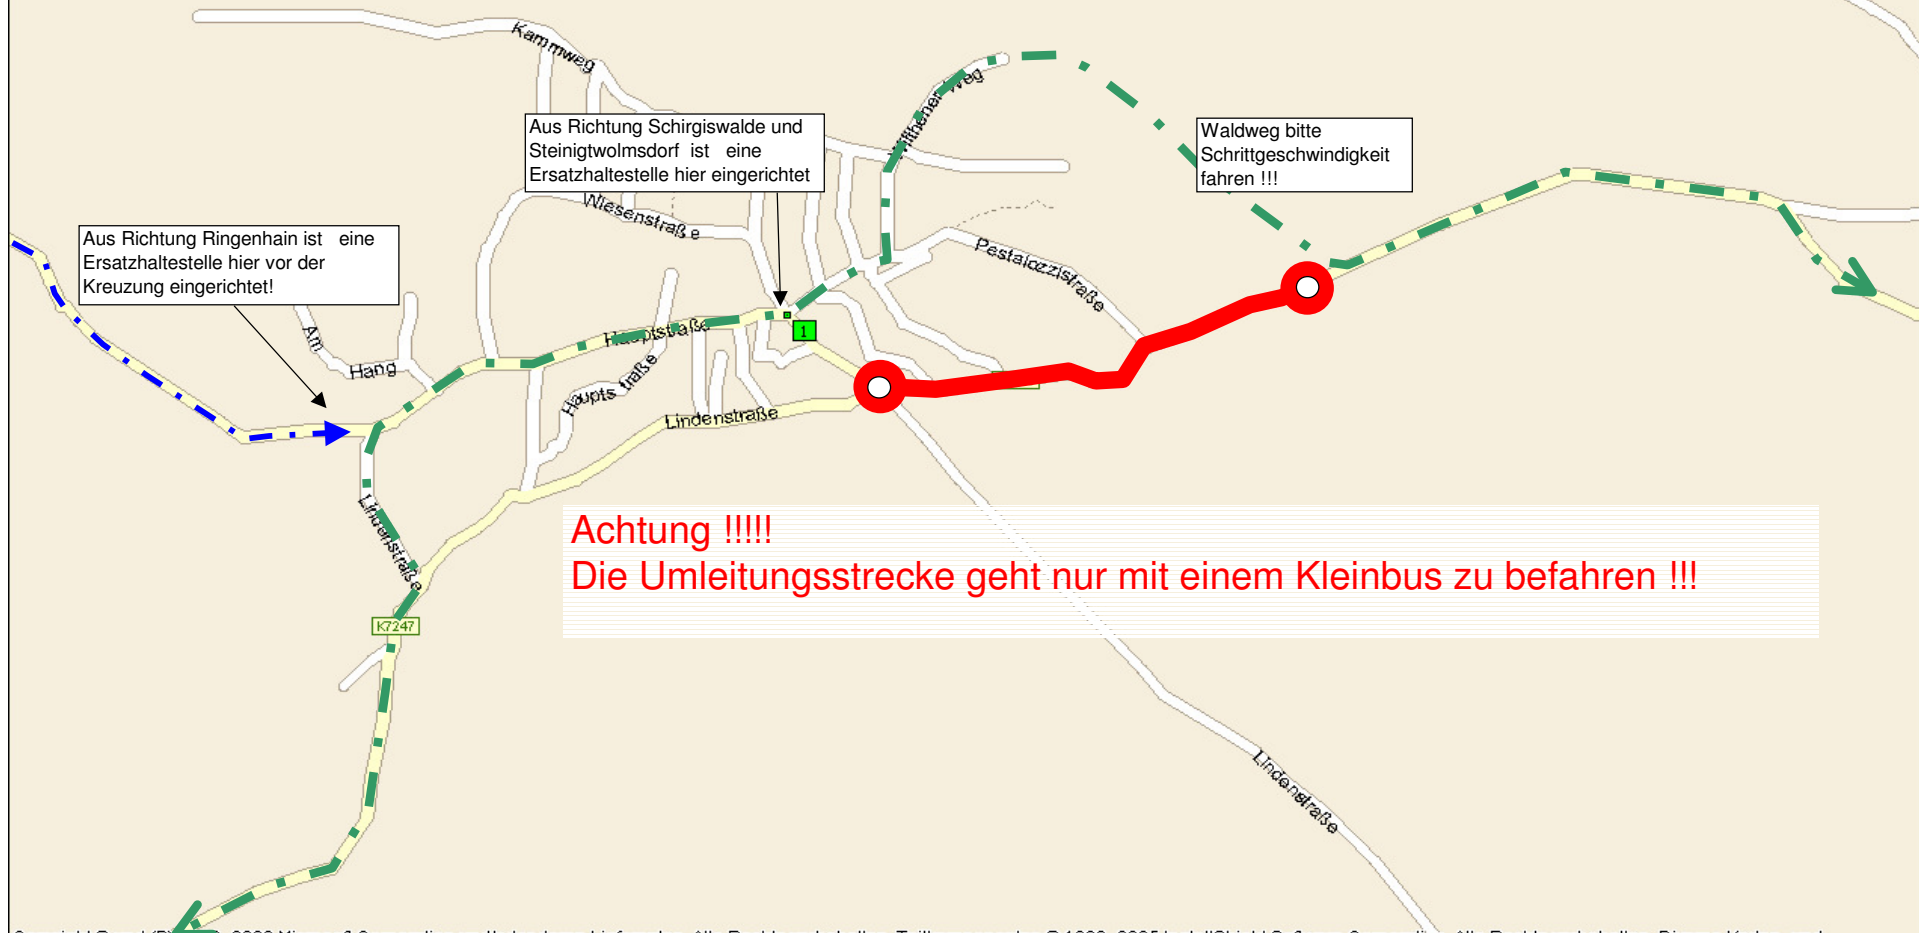 Kammweg
Aus Richtung Schirgiswalde und
Steinigtwolmsdorf ist eine
Ersatzhaltestelle hier eingerichtet
Weg
Waldweg bitte
Schrittgeschwindigkeit
fahren !!!
Wiesenstraße
Aus Richtung Ringenhain ist eine
Ersatzhaltestelle hier vor der
Kreuzung eingerichtet!
Pestalozzistraße
Am
Hang
Hauptstraße
1
Hauptstraße
Lindenstraße
Lindenstraße
Achtung !!!!!
Die Umleitungsstrecke geht nur mit einem Kleinbus zu befahren !!!
K7247
Lindenstraße